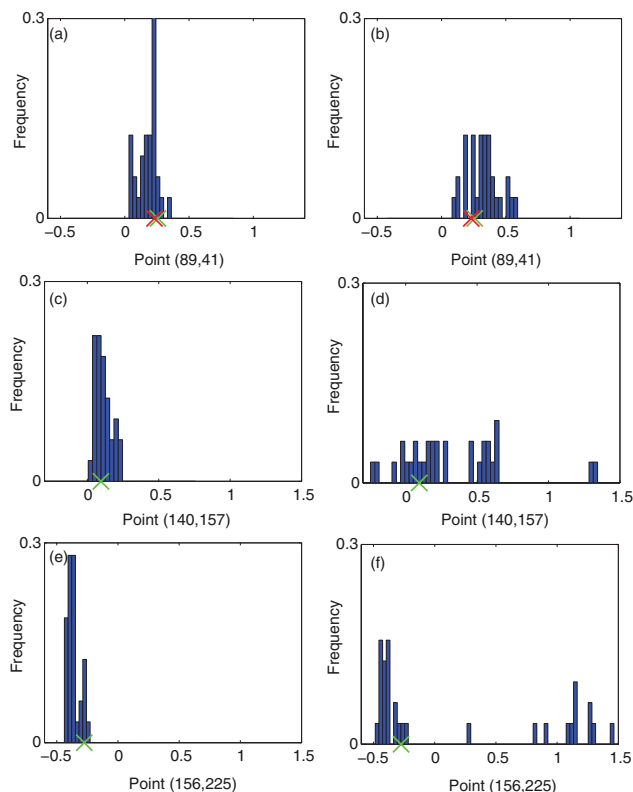 0.3
(a)
Frequency
0
−0.5 0 0.5 1
Point (89,41)
0.3
(b)
Frequency
0
−0.5 0 0.5 1
Point (89,41)
0.3
(c)
Frequency
0
0 0.5 1 1.5
Point (140,157)
0.3
(d)
Frequency
0
0 0.5 1 1.5
Point (140,157)
0.3
(e)
Frequency
0
−0.5 0 0.5 1 1.5
Point (156,225)
0.3
(f)
Frequency
0
−0.5 0 0.5 1 1.5
Point (156,225)